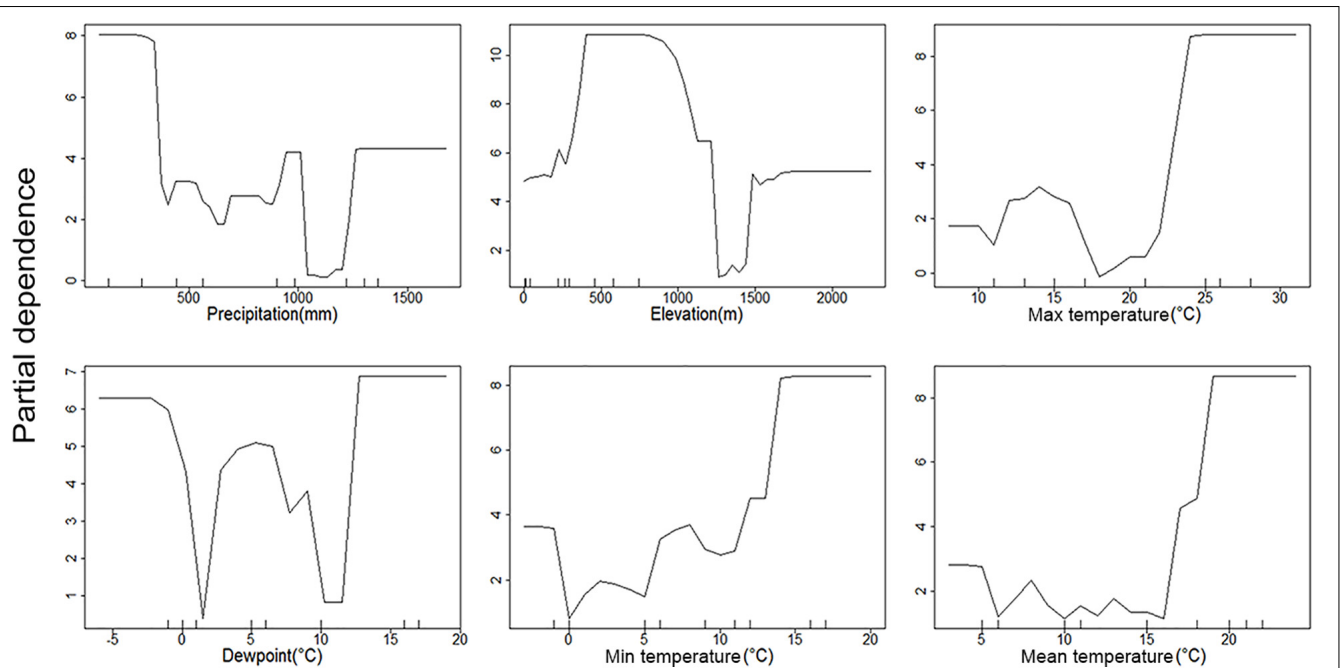 Partial dependence
8
6
4
2
0
500 1000 1500
Precipitation(mm)
10
8
6
4
2
0 500 1000 1500 2000
Elevation(m)
8
6
4
2
0
10 15 20 25 30
Max temperature(°C)
7
6
5
4
3
2
1
-5 0 5 10 15 20
Dewpoint(°C)
8
6
4
2
0 5 10 15 20
Min temperature(°C)
8
6
4
2
5 10 15 20
Mean temperature(°C)